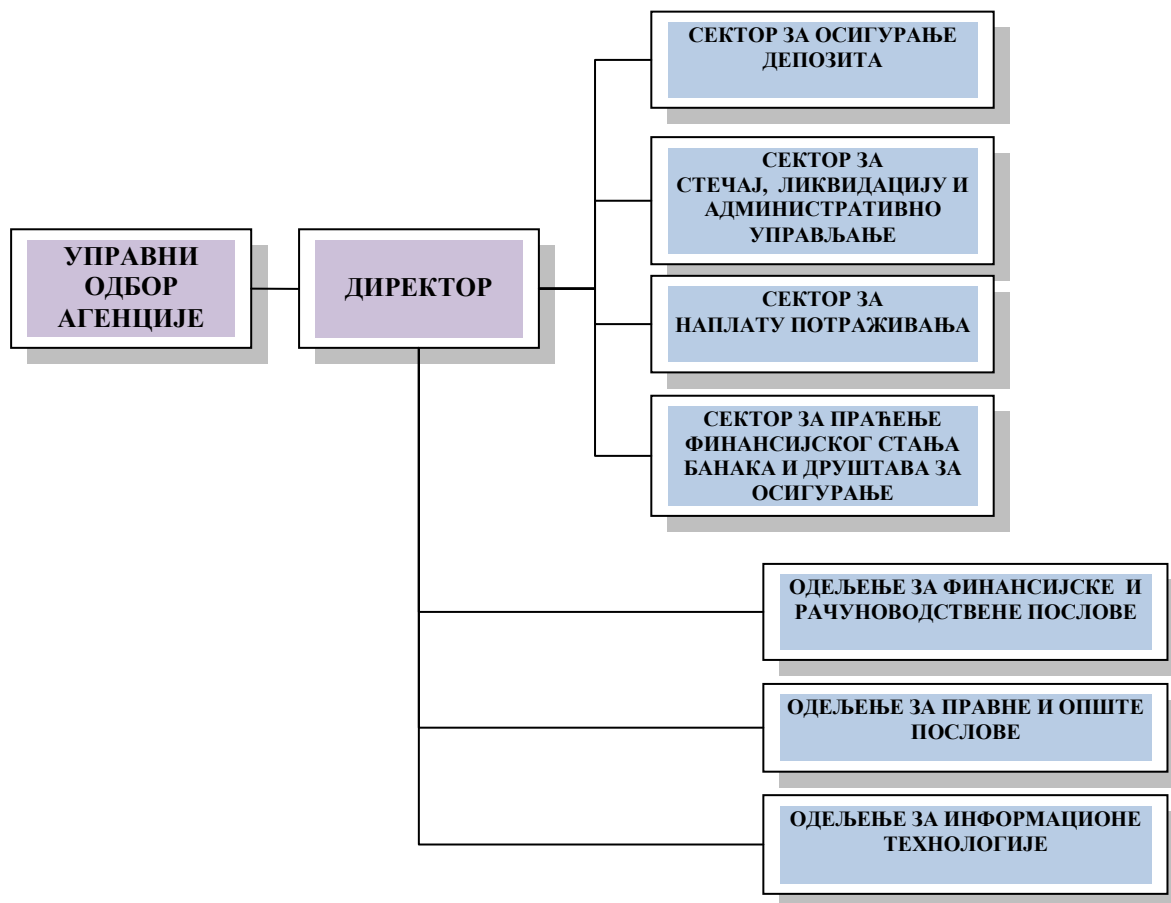 УПРАВНИ
ОДБОР
АГЕНЦИЈЕ
ДИРЕКТОР
СЕКТОР ЗА ОСИГУРАЊЕ
ДЕПОЗИТА
СЕКТОР ЗА
СТЕЧАЈ, ЛИКВИДАЦИЈУ И
АДМИНИСТРАТИВНО
УПРАВЉАЊЕ
СЕКТОР ЗА
НАПЛАТУ ПОТРАЖИВАЊА
СЕКТОР ЗА ПРАЋЕЊЕ
ФИНАНСИЈСКОГ СТАЊА
БАНАКА И ДРУШТАВА ЗА
ОСИГУРАЊЕ
ОДЕЉЕЊЕ ЗА ФИНАНСИЈСКЕ И
РАЧУНОВОДСТВЕНЕ ПОСЛОВЕ
ОДЕЉЕЊЕ ЗА ПРАВНЕ И ОПШТЕ
ПОСЛОВЕ
ОДЕЉЕЊЕ ЗА ИНФОРМАЦИОНЕ
ТЕХНОЛОГИЈЕ